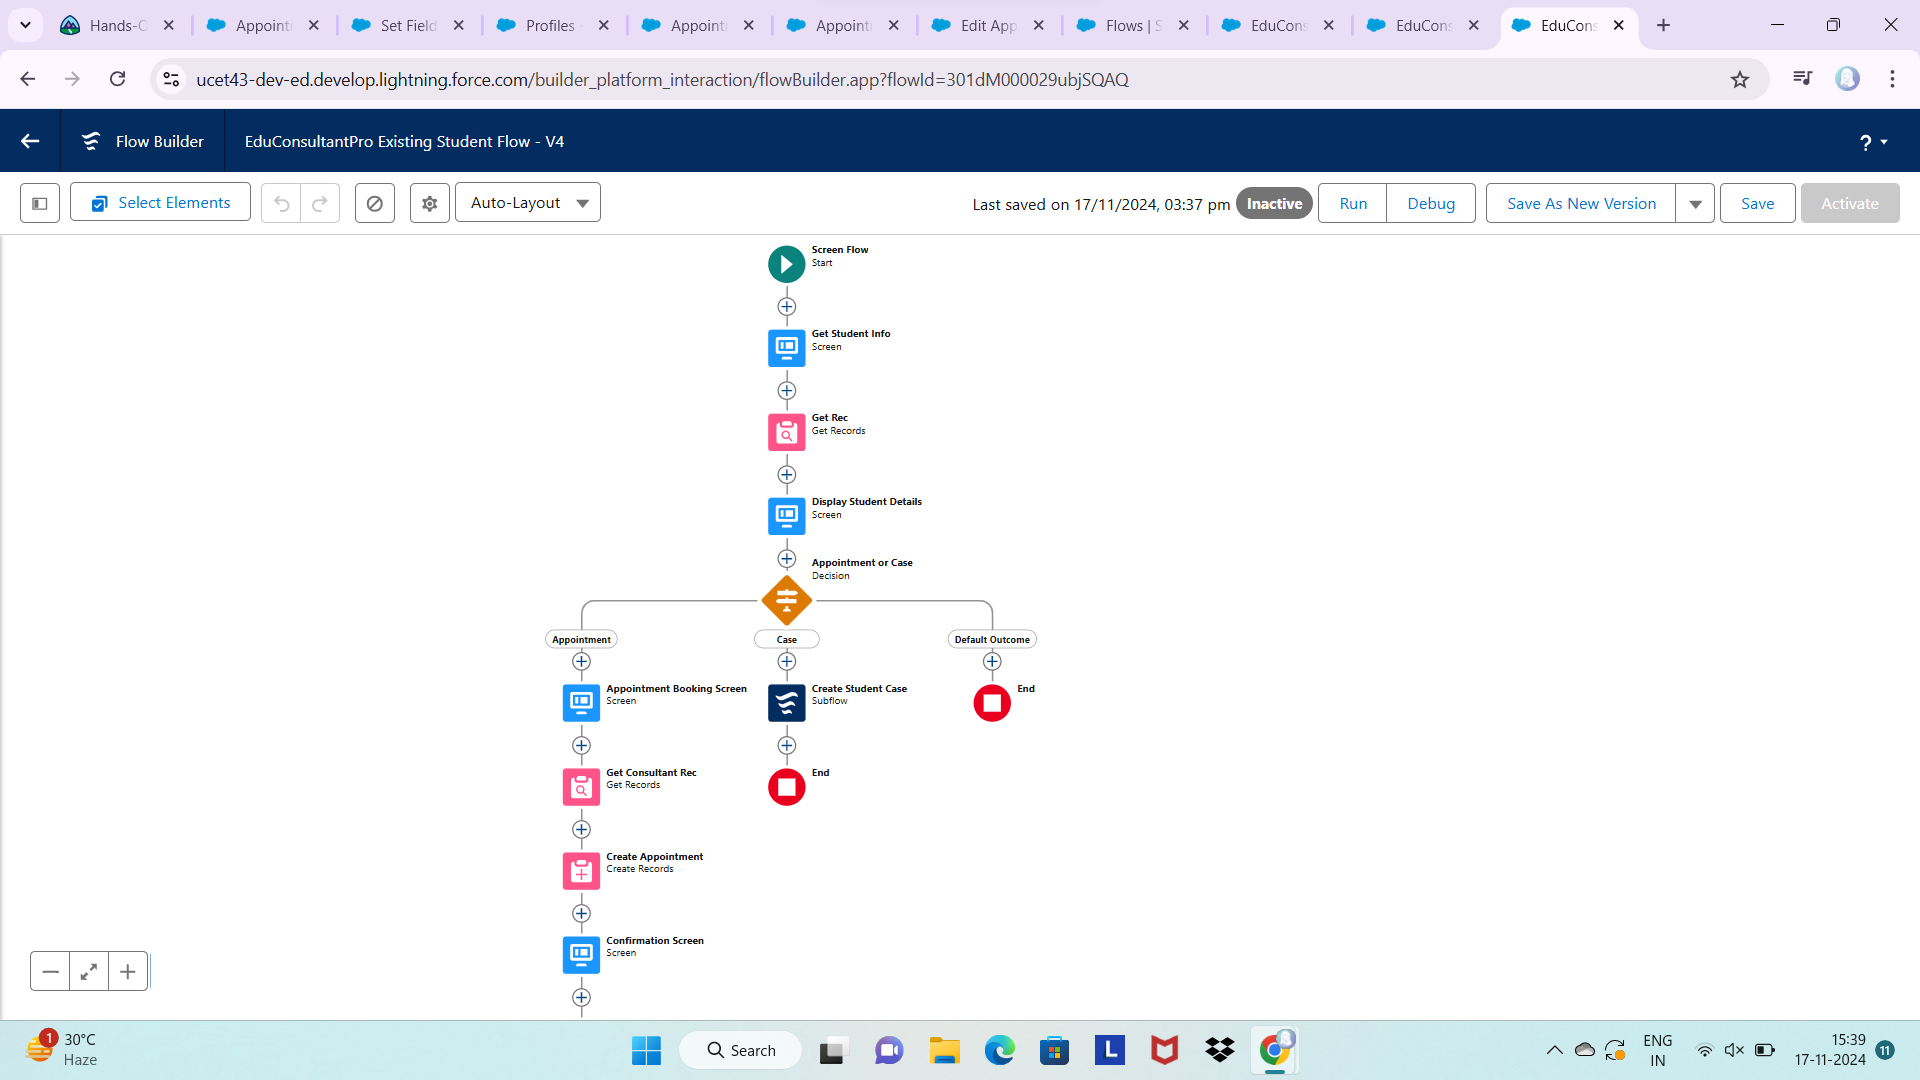 Hands-O
Appoint
Set Field
Profiles -
Appoint
Appoint
Edit App
Flows | S
EduCons
EduCons
EduCons
ucet43-dev-ed.develop.lightning.force.com/builder_platform_interaction/flowBuilder.app?flowId=301dM000029ubjSQAQ
Flow Builder
EduConsultantPro Existing Student Flow - V4
?
Select Elements
Auto-Layout
Last saved on 17/11/2024, 03:37 pm
Inactive
Run
Debug
Save As New Version
Save
Activate
Screen Flow
Start
Get Student Info
Screen
Get Rec
Get Records
Display Student Details
Screen
Appointment or Case
Decision
Appointment
Case
Default Outcome
Appointment Booking Screen
Screen
Create Student Case
Subflow
End
Get Consultant Rec
Get Records
End
Create Appointment
Create Records
Confirmation Screen
Screen
1
30°C
Haze
Search
L
ENG
IN
15:39
17-11-2024
11